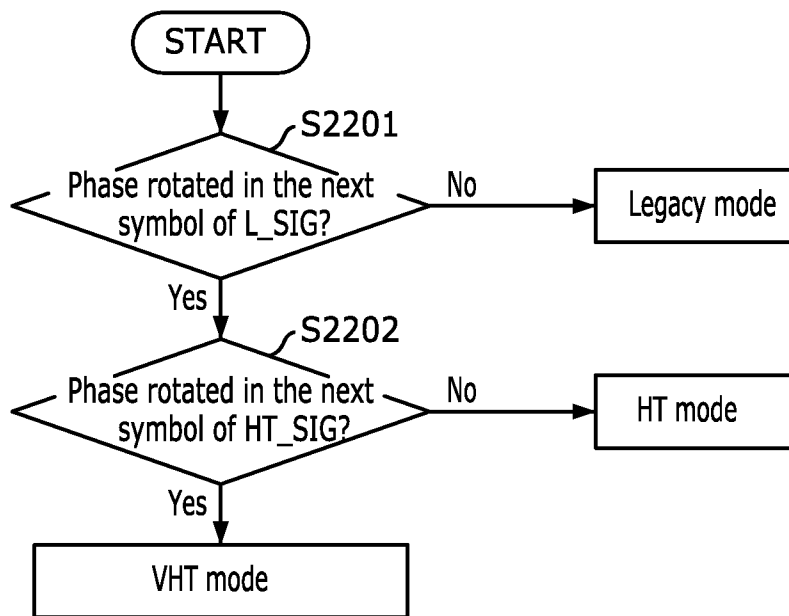 START
S2201
Phase rotated in the next
symbol of L_SIG?
No
Legacy mode
Yes
S2202
Phase rotated in the next
symbol of HT_SIG?
No
HT mode
Yes
VHT mode